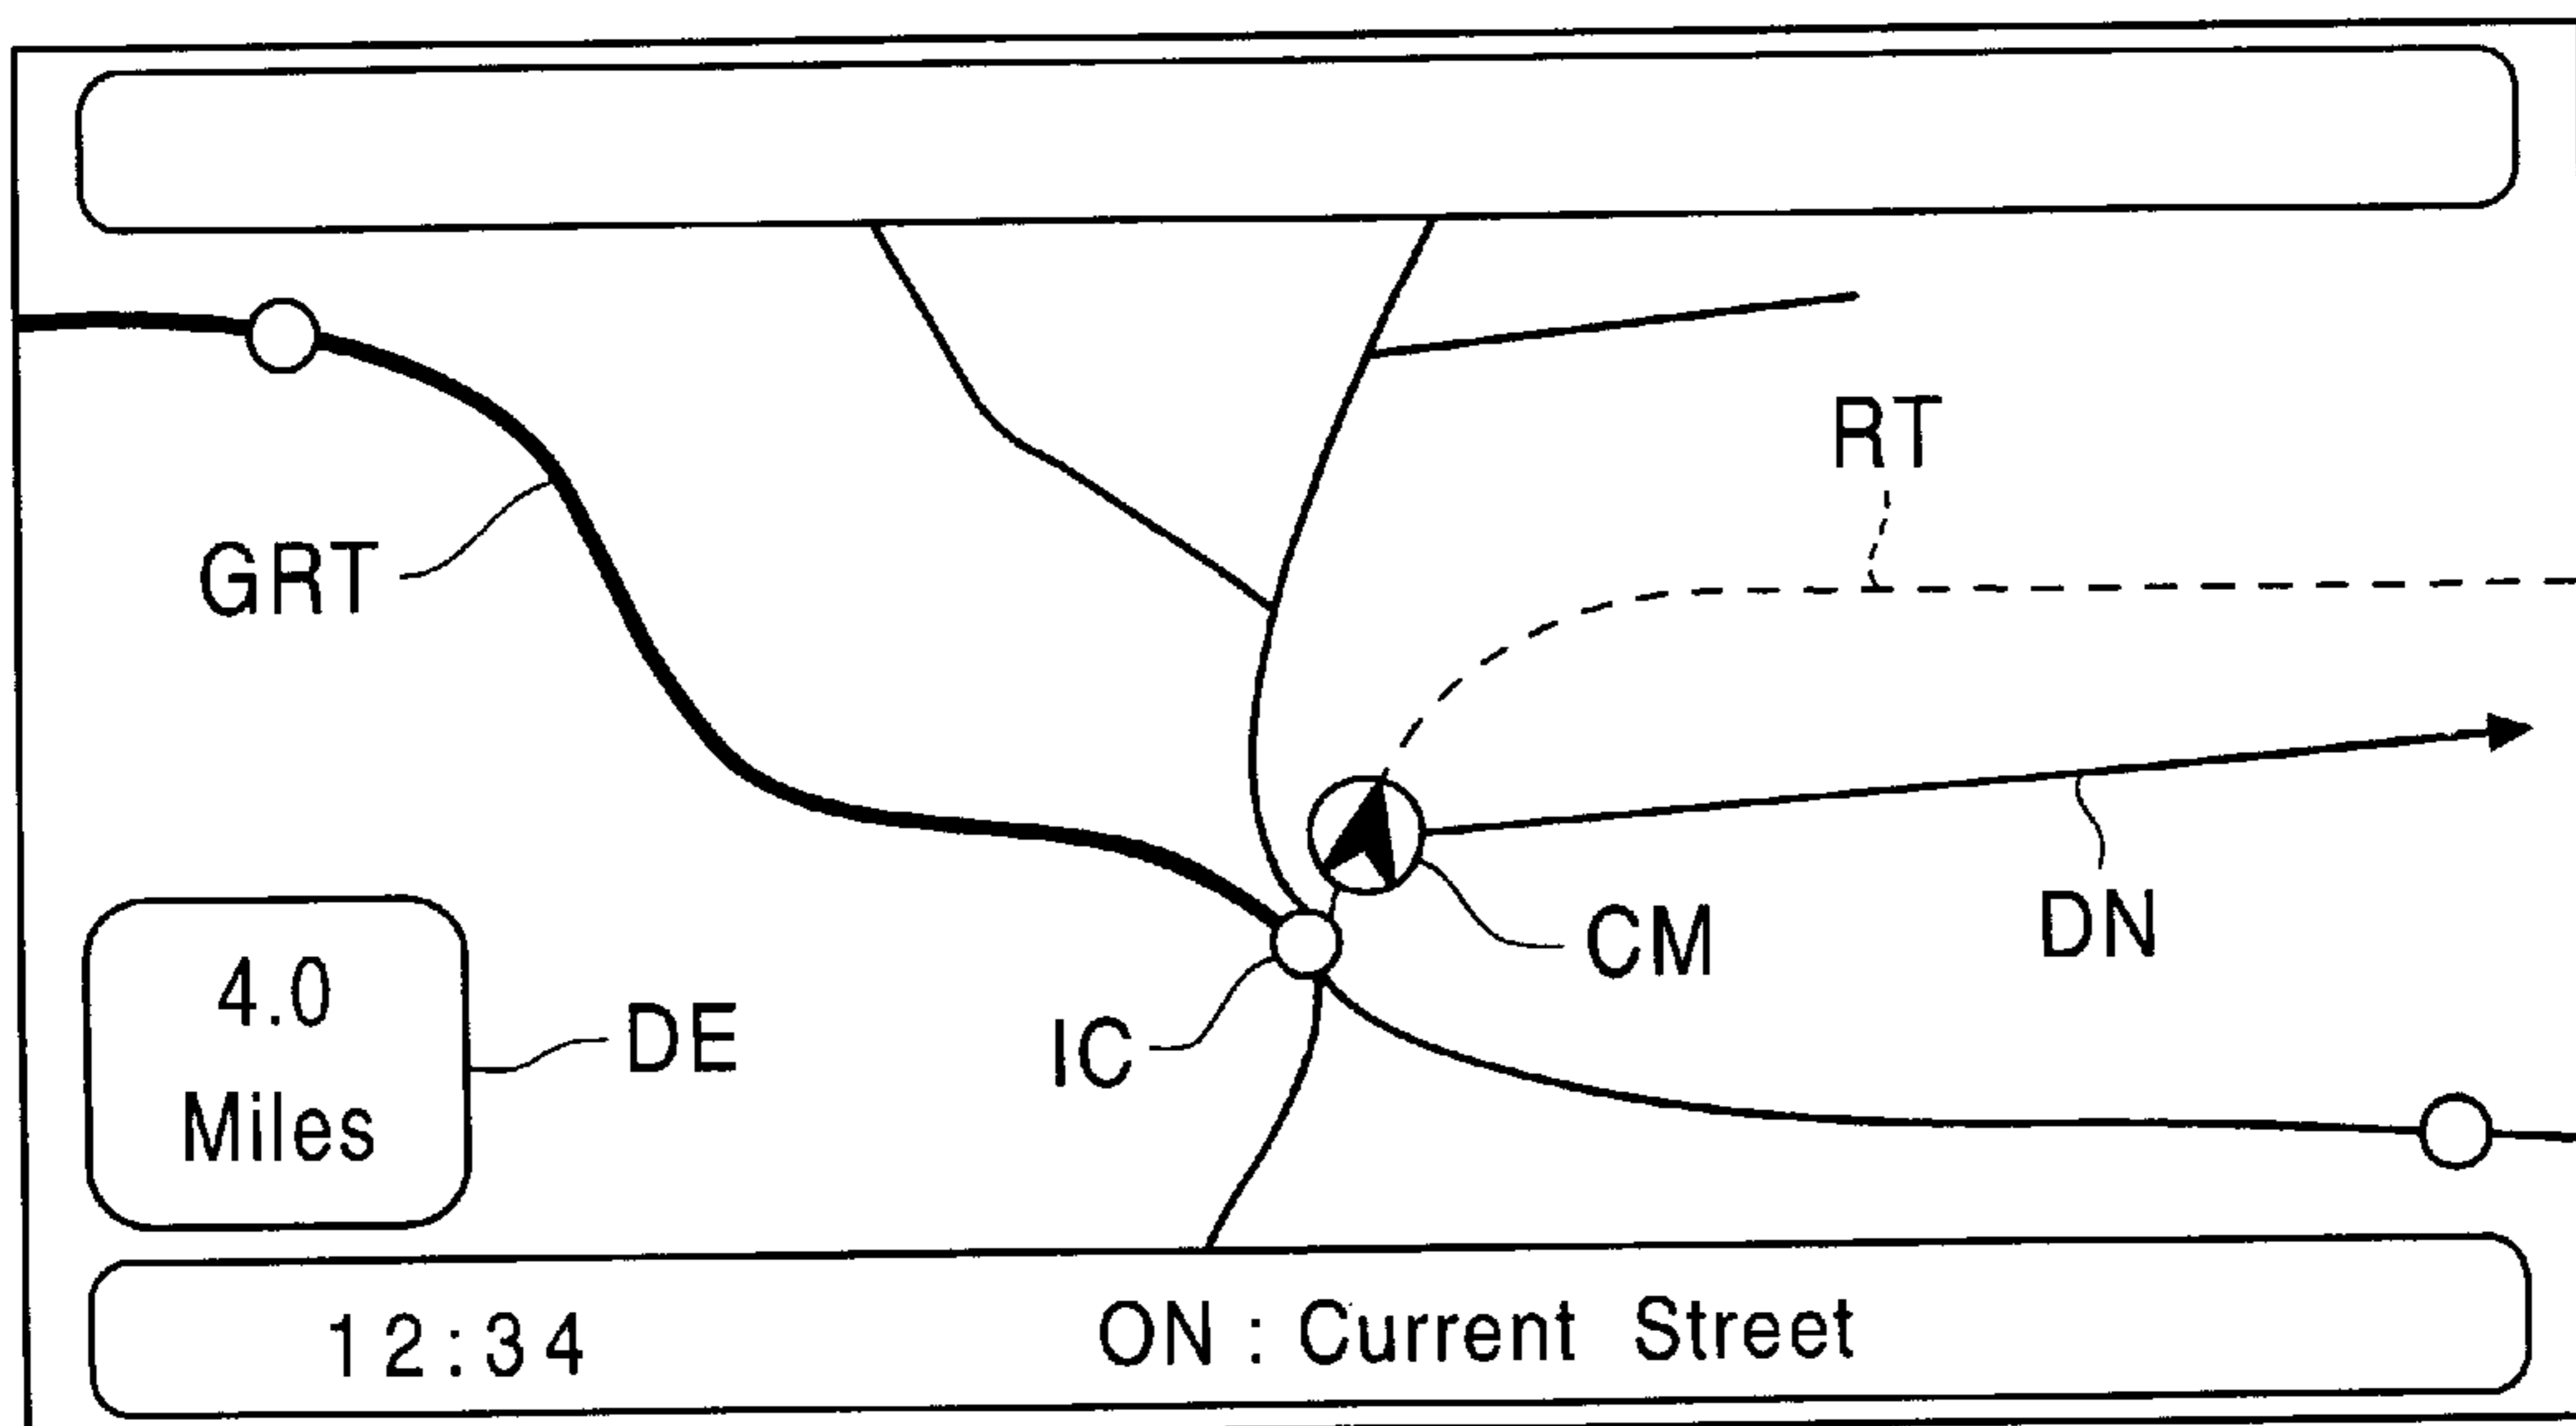 RT
GRT
DN
CM
4.0
Miles
DE
IC
12:34
ON : Current Street